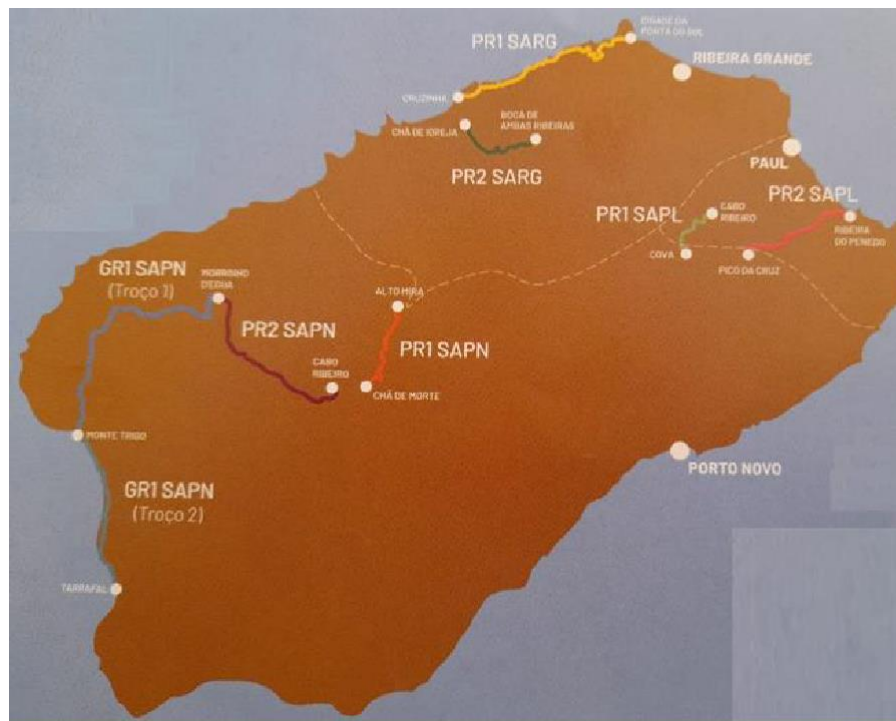 CIDADE DA
PONTA DO SOL
PR1 SARG
RIBEIRA GRANDE
CRUZINHA
BOCA DE
AMBAS RIBEIRAS
CHÃ DE IGREJA
PAUL
PR2 SARG
PR2 SAPL
CABO
RIBEIRO
PR1 SAPL
RIBEIRA
DO PENEDO
COVA
PICO DA CRUZ
GR1 SAPN
(Troço 1)
MORRINHO
D'ÉGUA
ALTO MIRA
PR2 SAPN
PR1 SAPN
CABO
RIBEIRO
CHÃ DE MORTE
MONTE TRIGO
PORTO NOVO
GR1 SAPN
(Troço 2)
TARRAFAL